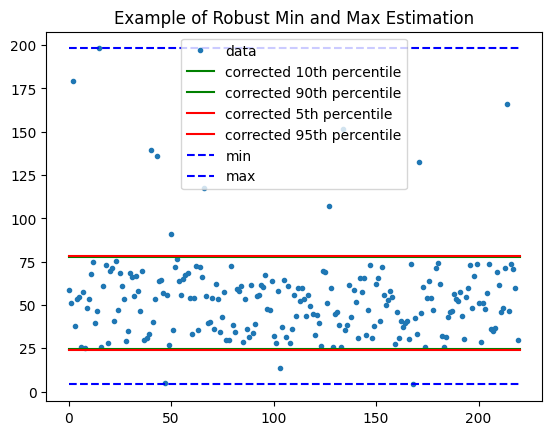 Example of Robust Min and Max Estimation
data
corrected 10th percentile
corrected 90th percentile
corrected 5th percentile
corrected 95th percentile
min
max
200
175
150
125
100
75
50
25
0
0 50 100 150 200